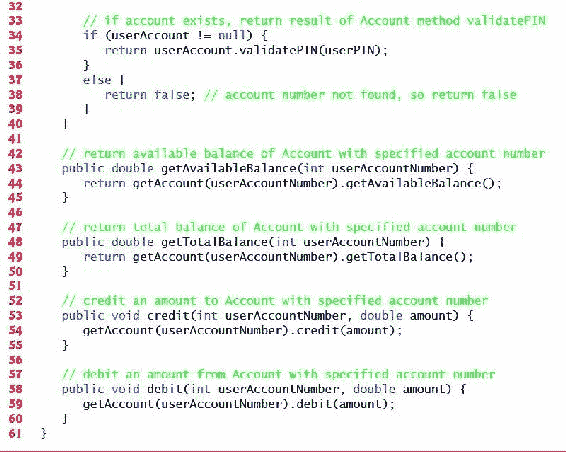 32
33 // if account exists, return result of Account method validatePIN
34 if (userAccount != null) {
35 return userAccount.validatePIN(userPIN);
36 }
37 else {
38 return false; // account number not found, so return false
39 }
40 }
41
42 // return available balance of Account with specified account number
43 public double getAvailableBalance(int userAccountNumber) {
44 return getAccount(userAccountNumber).getAvailableBalance();
45 }
46
47 // return total balance of Account with specified account number
48 public double getTotalBalance(int userAccountNumber) {
49 return getAccount(userAccountNumber).getTotalBalance();
50 }
51
52 // credit an amount to Account with specified account number
53 public void credit(int userAccountNumber, double amount) {
54 getAccount(userAccountNumber).credit(amount);
55 }
56
57 // debit an amount from Account with specified account number
58 public void debit(int userAccountNumber, double amount) {
59 getAccount(userAccountNumber).debit(amount);
60 }
61 }